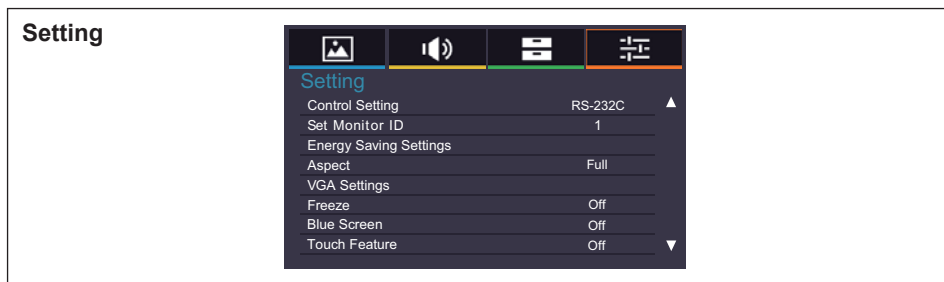 Setting
Setting
Control Setting RS-232C
Set Monitor ID 1
Energy Saving Settings
Aspect Full
VGA Settings
Freeze Off
Blue Screen Off
Touch Feature Off